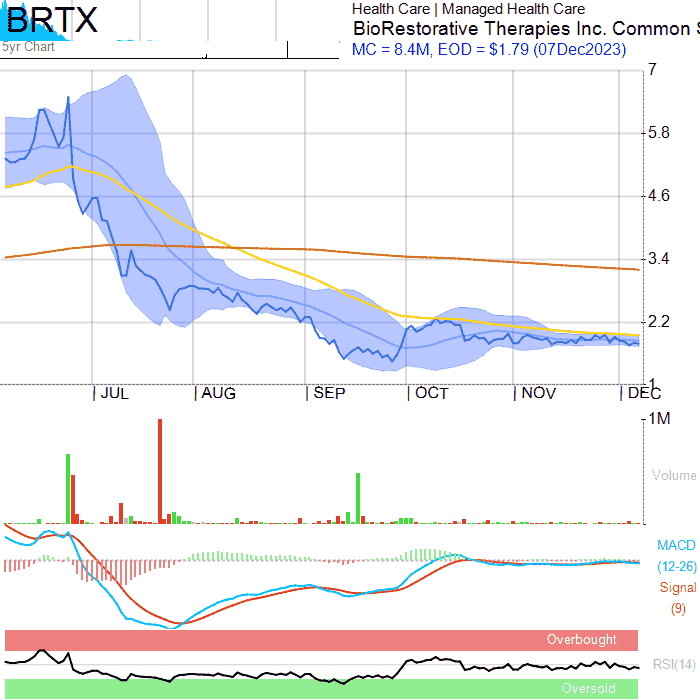 BRTX
5yr Chart
Health Care | Managed Health Care
BioRestorative Therapies Inc. Common S
MC = 8.4M, EOD = $1.79 (07Dec2023)
7
5.8
4.6
3.4
2.2
1
JUL AUG SEP OCT NOV DEC
1M
Volume
MACD
(12-26)
Signal
(9)
Overbought
RSI(14)
Oversold